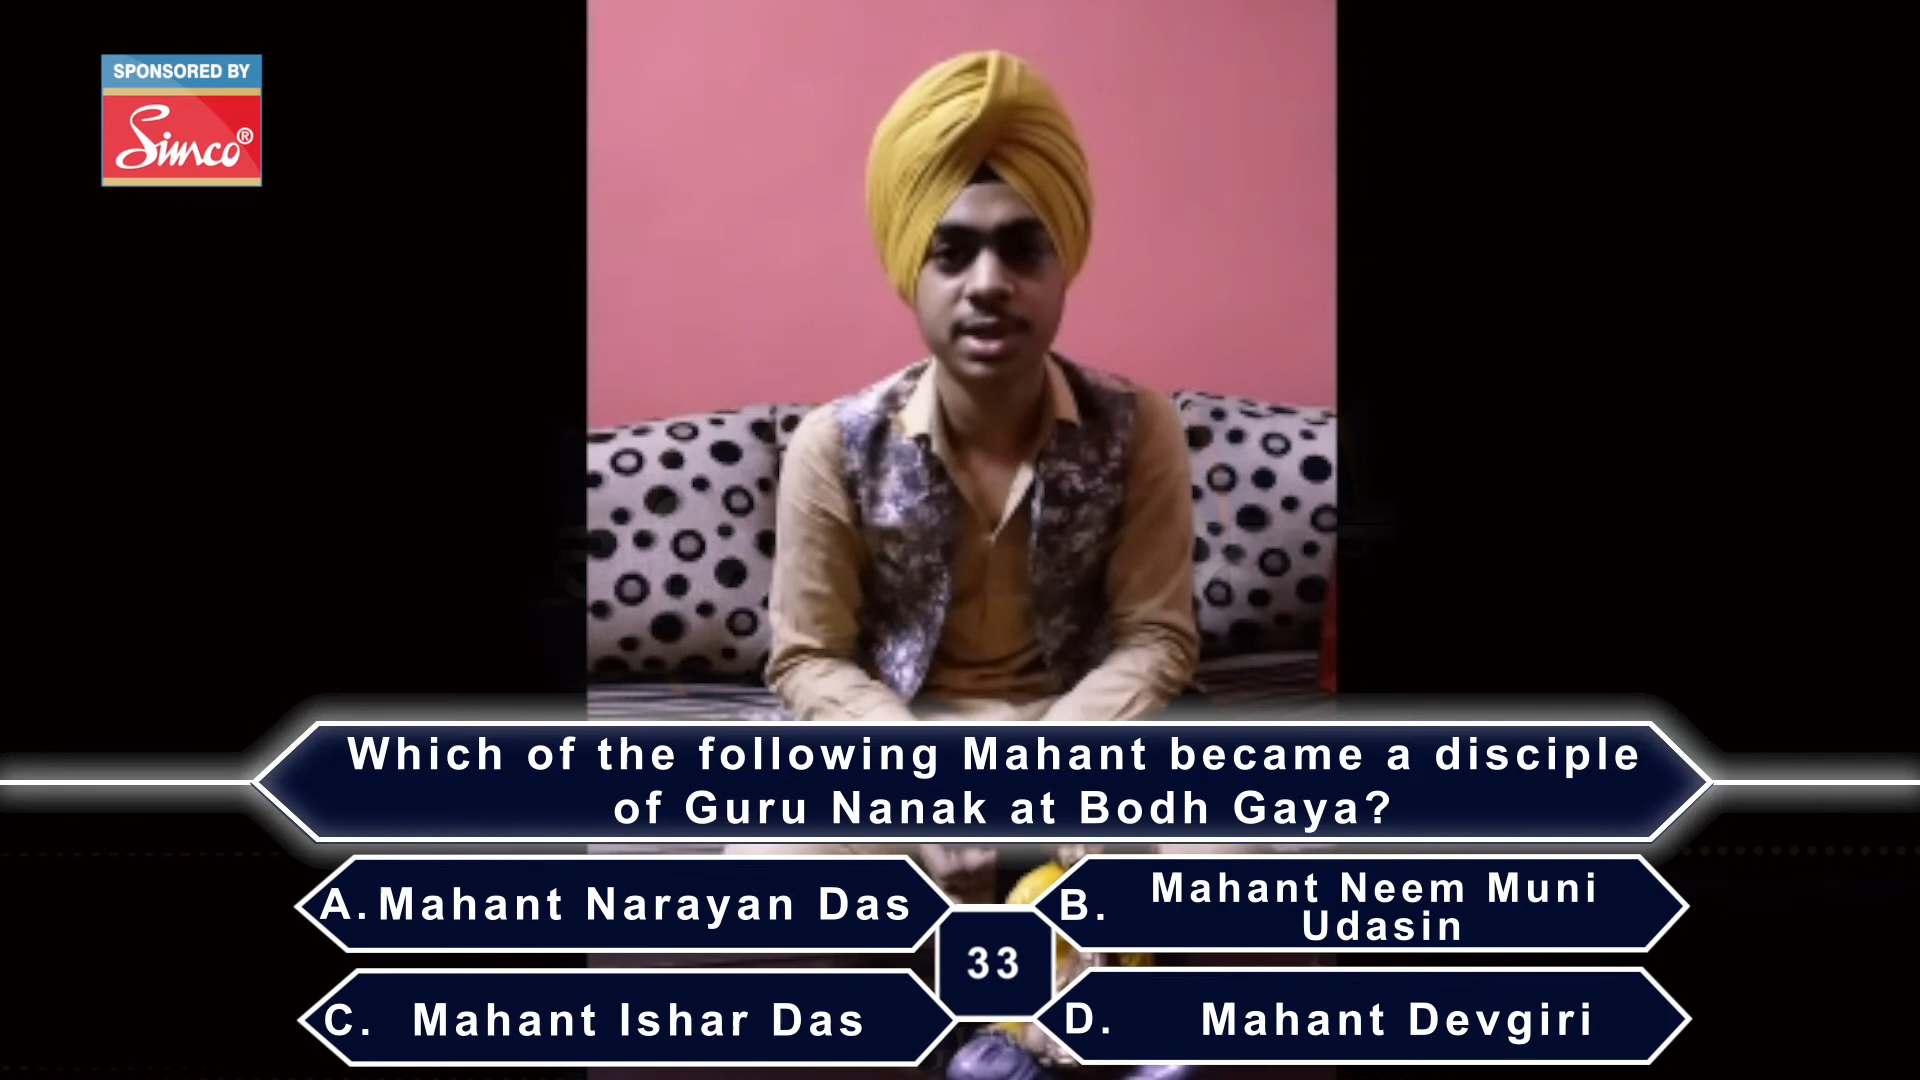 SPONSORED BY
Simco®
Which of the following Mahant became a disciple
of Guru Nanak at Bodh Gaya?
A. Mahant Narayan Das
B. Mahant Neem Muni
Udasin
33
C. Mahant Ishar Das
D. Mahant Devgiri